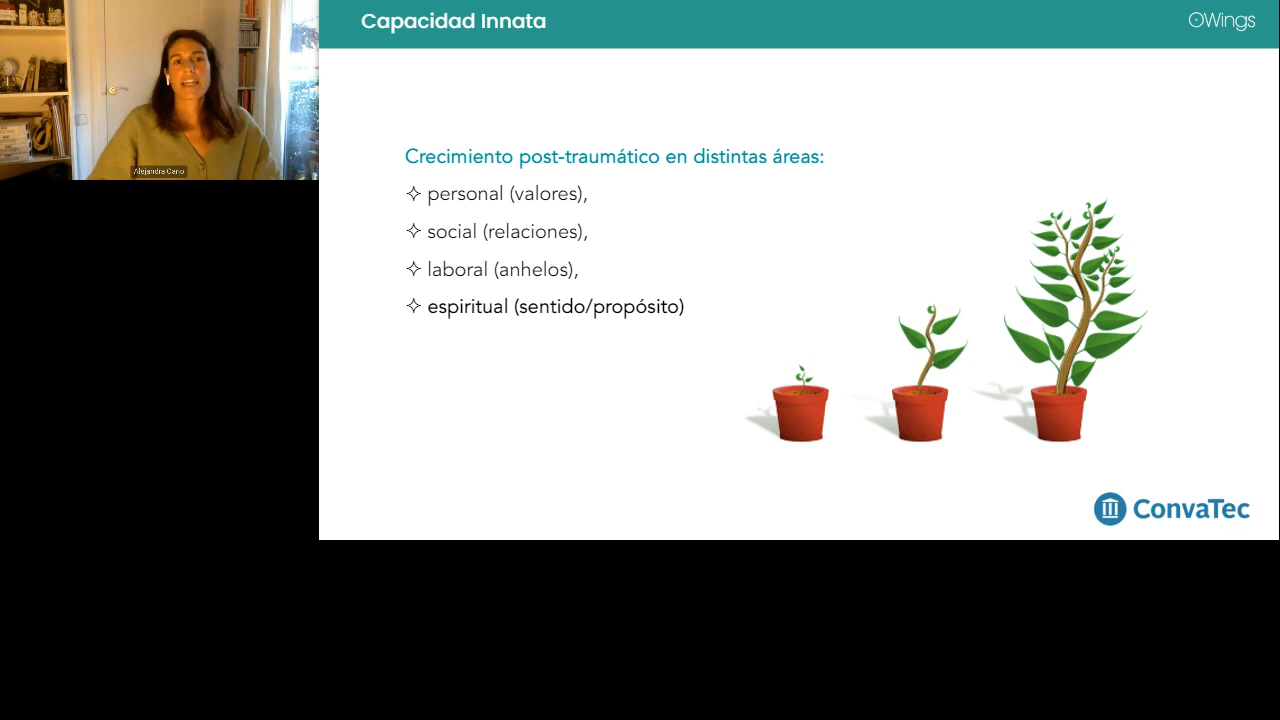 Capacidad Innata
OWings
Alejandra Cano
Crecimiento post-traumático en distintas áreas:
personal (valores),
social (relaciones),
laboral (anhelos),
espiritual (sentido/propósito)
ConvaTec